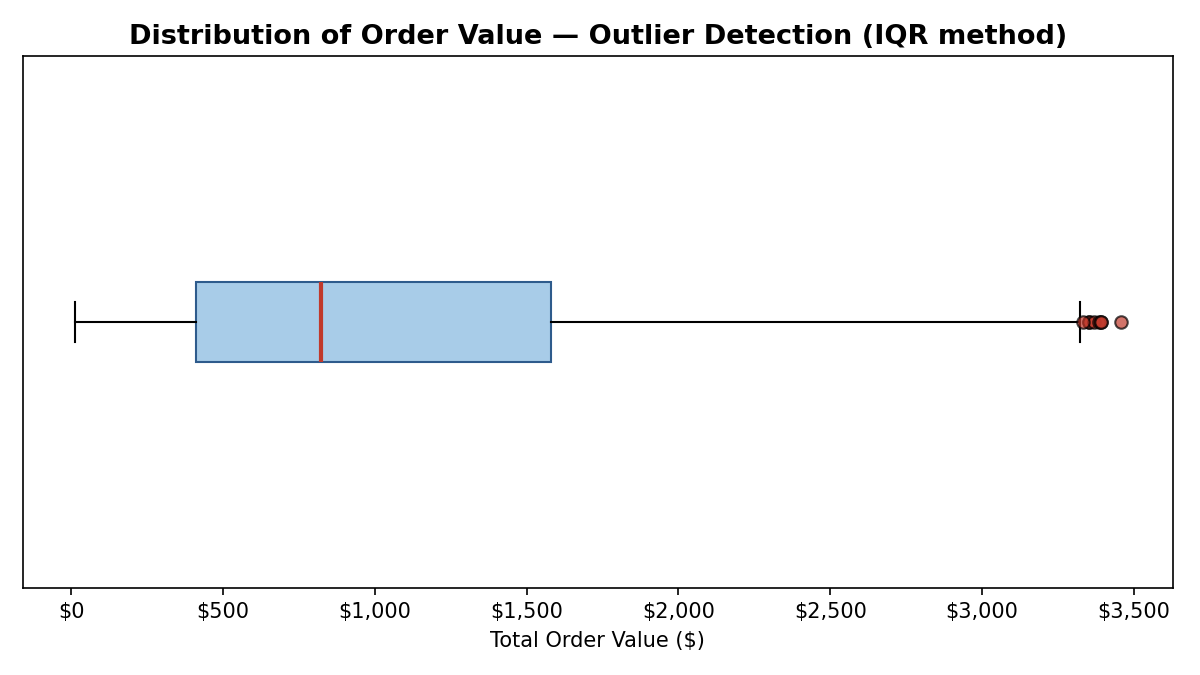 Distribution of Order Value — Outlier Detection (IQR method)
$0 $500 $1,000 $1,500 $2,000 $2,500 $3,000 $3,500
Total Order Value ($)